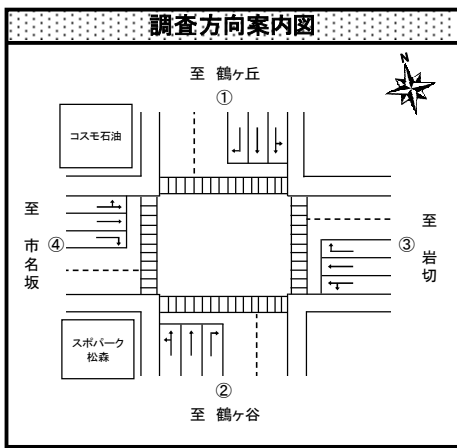 調査方向案内図
N
至 鶴ヶ丘
①
コスモ石油
至 市名坂
④
③
至 岩切
スポパーク
松森
②
至 鶴ヶ谷